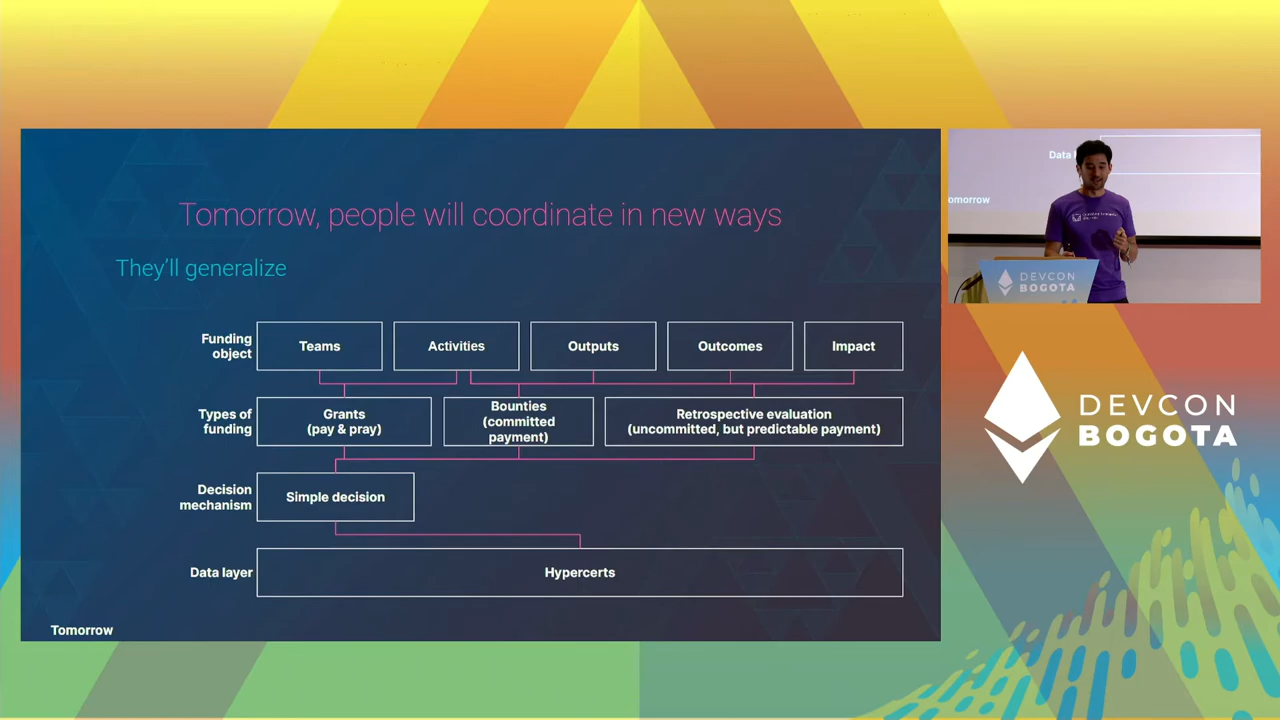 Tomorrow, people will coordinate in new ways
They'll generalize
Funding
object
Teams
Activities
Outputs
Outcomes
Impact
Types of
funding
Grants
(pay & pray)
Bounties
(committed
payment)
Retrospective evaluation
(uncommitted, but predictable payment)
Decision
mechanism
Simple decision
Data layer
Hypercerts
Tomorrow
Data
omorrow
DEVCON
BOGOTA
DEVCON
BOGOTA